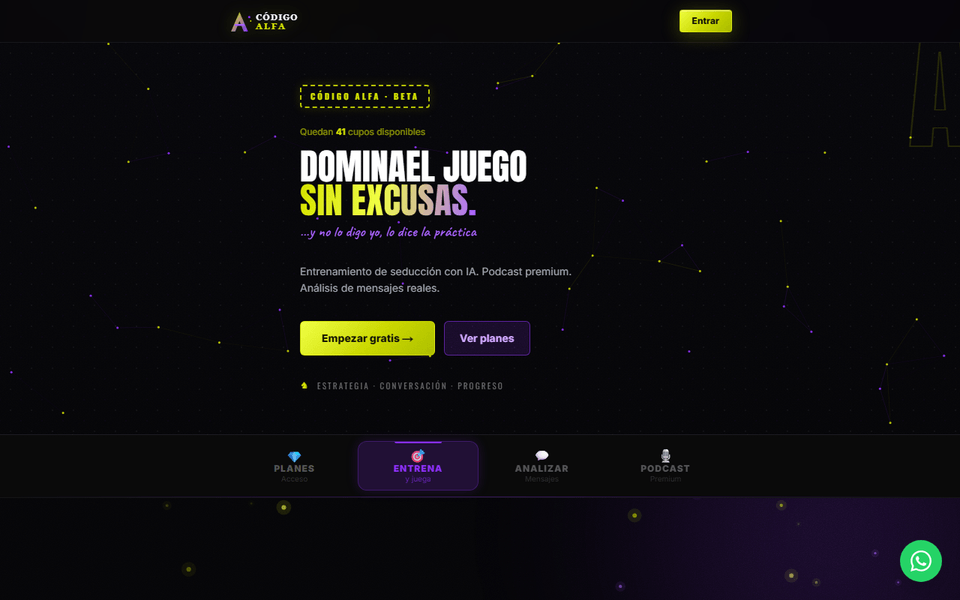 CÓDIGO
ALFA
Entrar
A
CÓDIGO ALFA · BETA
Quedan 41 cupos disponibles
DOMINAEL JUEGO
SIN EXCUSAS.
...y no lo digo yo, lo dice la práctica
Entrenamiento de seducción con IA. Podcast premium.
Análisis de mensajes reales.
Empezar gratis → Ver planes
ESTRATEGIA · CONVERSACIÓN · PROGRESO
PLANES ENTRENA ANALIZAR PODCAST
Acceso y juega Mensajes Premium